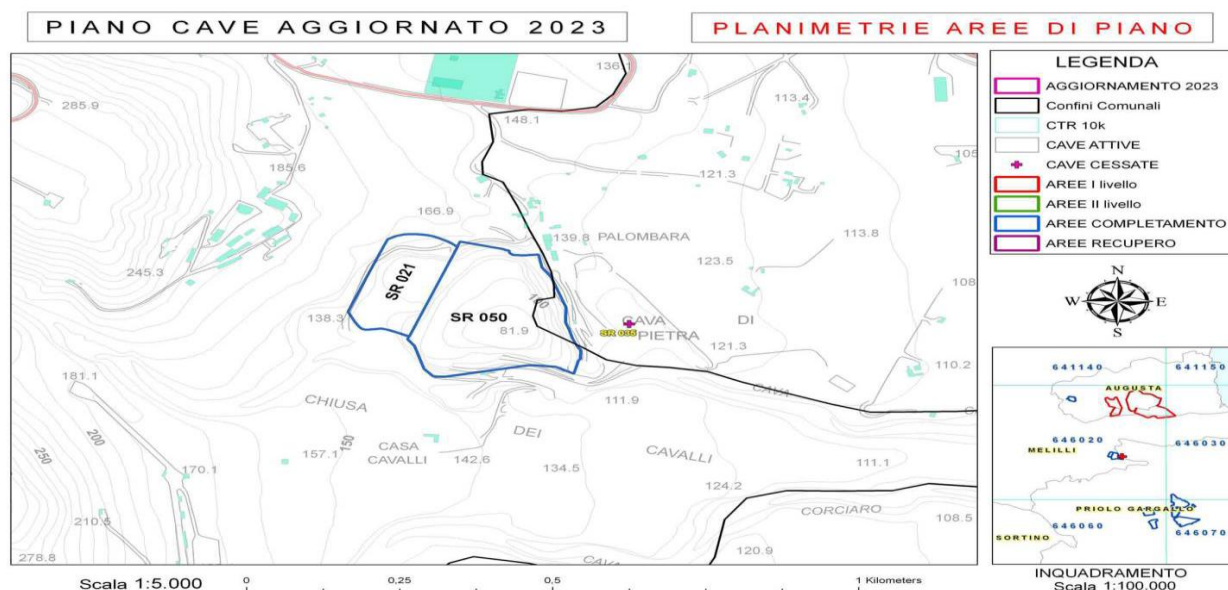 PIANO CAVE AGGIORNATO 2023
PLANIMETRIE AREE DI PIANO
285.9
148.1
136.1
113.4
185.6
121.3
166.9
139.8
PALOMBARA
113.8
245.3
123.5
SR 021
SR 050
138.3
81.9
CAVA
DI
SR 035
PIETRA
121.3
110.2
181.1
CHIUSA
111.9
CAVI
200
150
DEI
CASA
CAVALLI
142.6
CAVALLI
157.1
250
170.1
134.5
111.1
124.2
210.5
CORCIARO
108.5
120.9
278.8
Scala 1:5.000
0
0,25
0,5
1 Kilometers
LEGENDA
AGGIORNAMENTO 2023
Confini Comunali
CTR 10k
CAVE ATTIVE
CAVE CESSATE
AREE I livello
AREE II livello
AREE COMPLETAMENTO
AREE RECUPERO
N
W
E
S
641140
641150
AUGUSTA
646020
646030
MELILLI
PRIOLO GARGALLO
646060
646070
SORTINO
INQUADRAMENTO
Scala 1:100.000